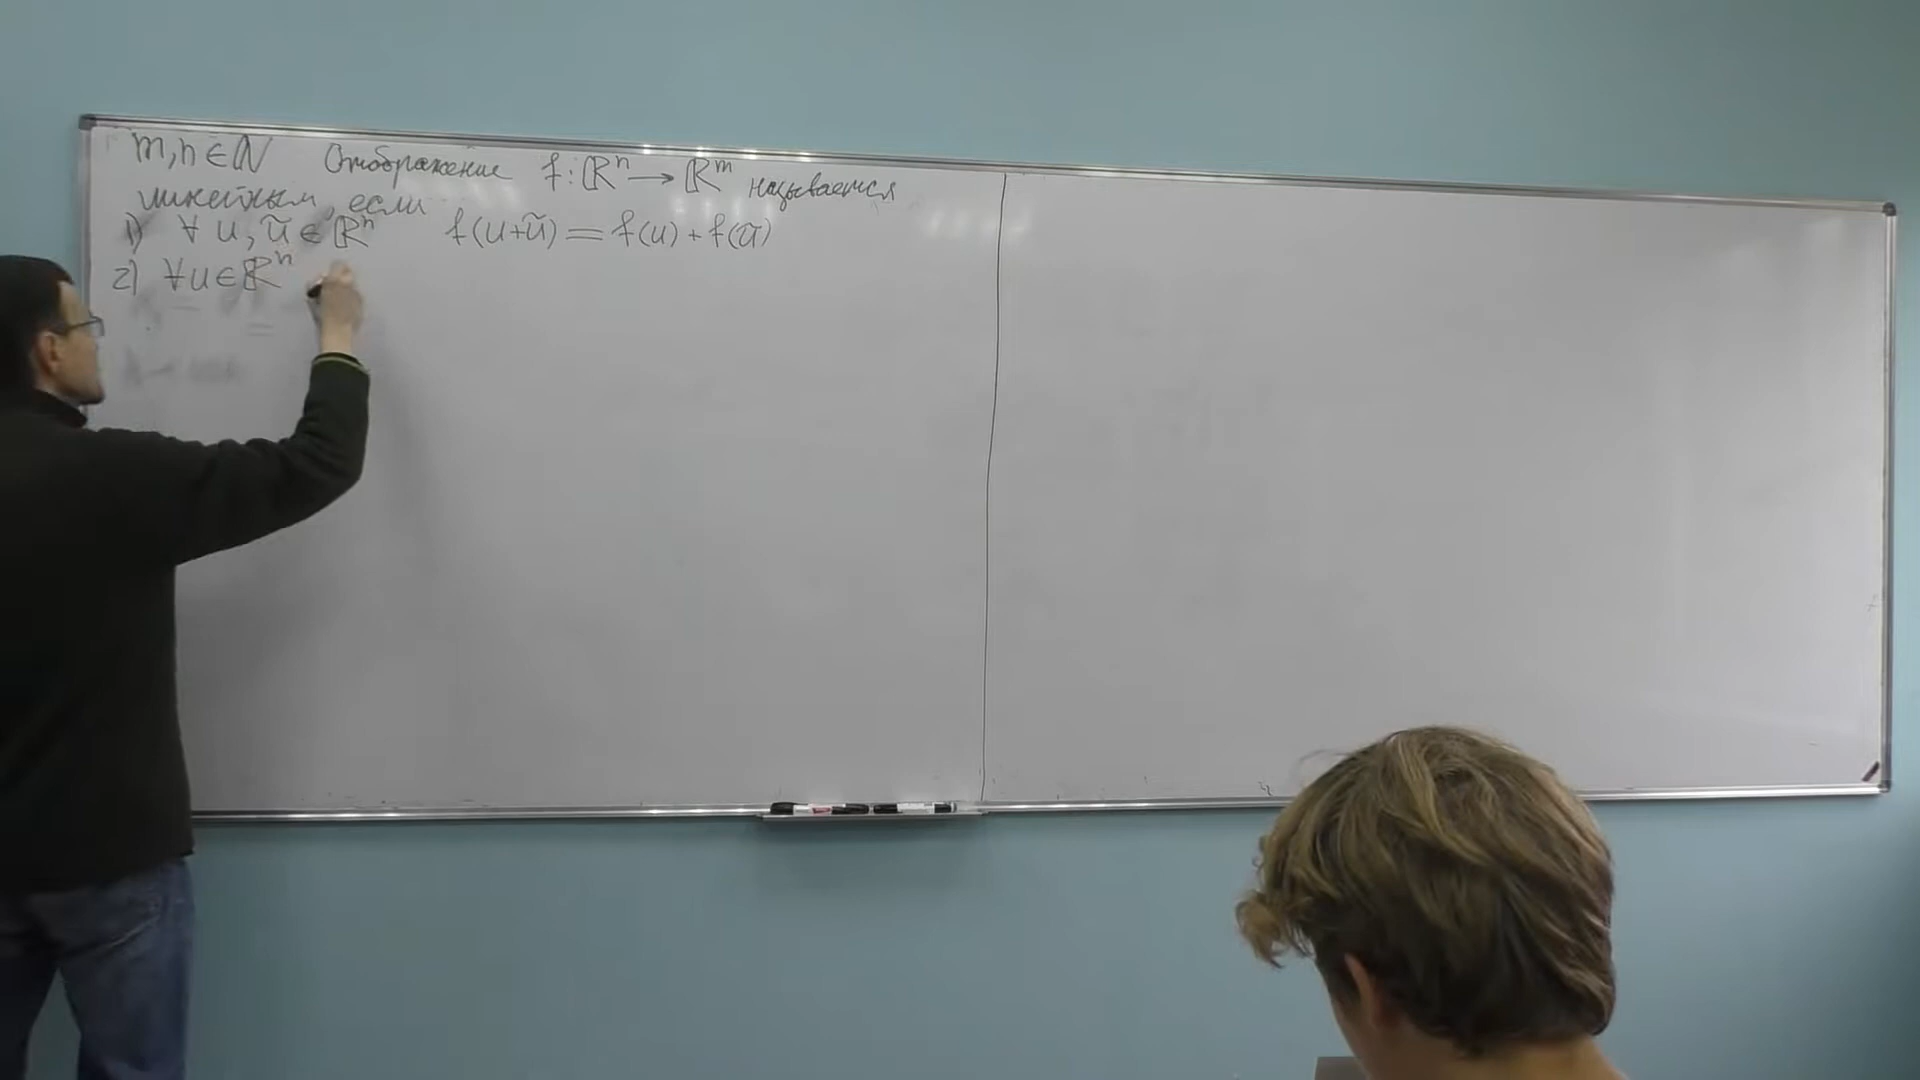 m, n ∈ ℕ Отображение f: ℝⁿ → ℝᵐ называется
линейным, если
1) ∀ u, ũ ∈ ℝⁿ f(u+ũ) = f(u) + f(ũ)
2) ∀u ∈ ℝⁿ